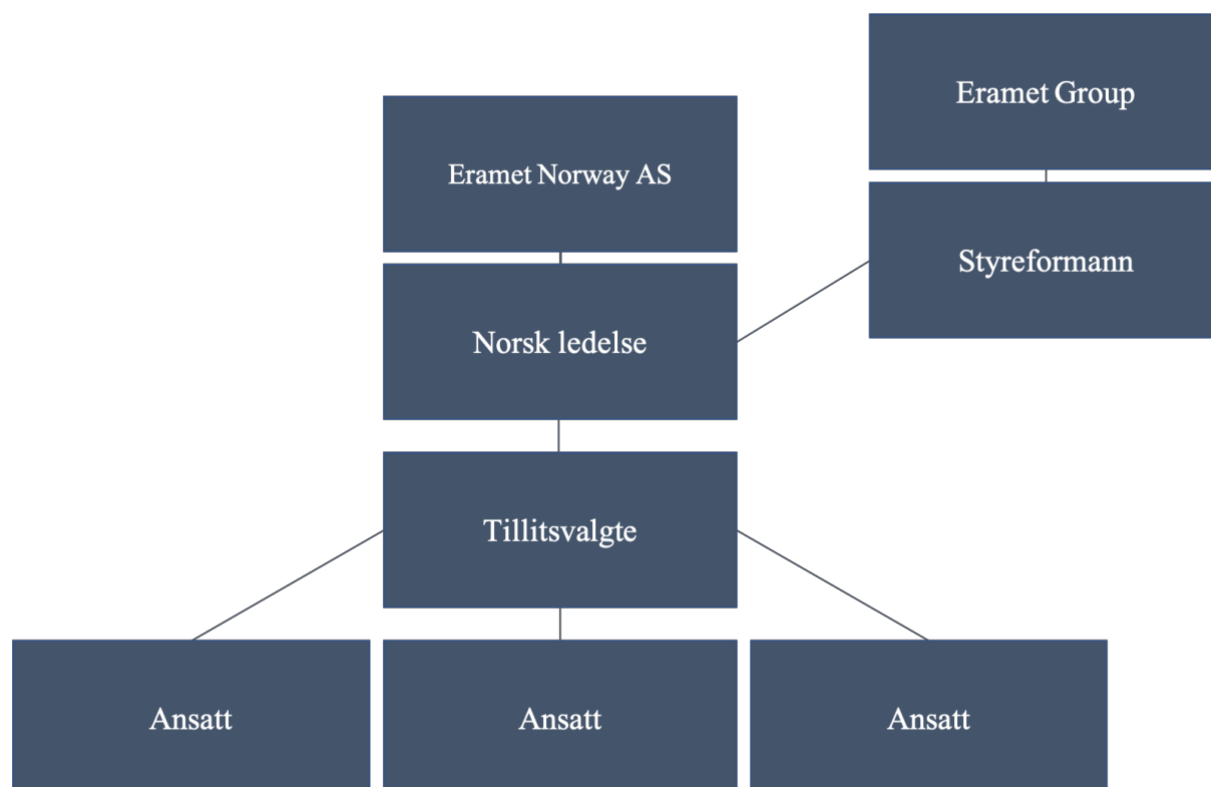 Eramet Group
Eramet Norway AS
Styreformann
Norsk ledelse
Tillitsvalgte
Ansatt
Ansatt
Ansatt